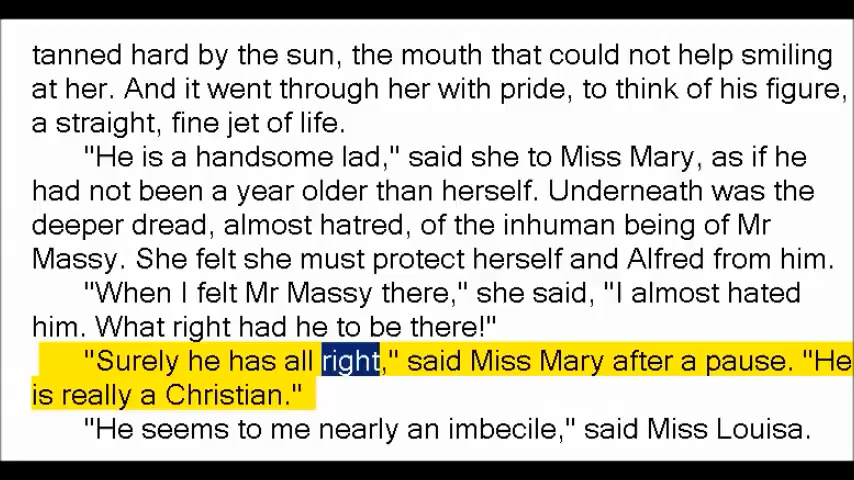 tanned hard by the sun, the mouth that could not help smiling
at her. And it went through her with pride, to think of his figure,
a straight, fine jet of life.
"He is a handsome lad," said she to Miss Mary, as if he
had not been a year older than herself. Underneath was the
deeper dread, almost hatred, of the inhuman being of Mr
Massy. She felt she must protect herself and Alfred from him.
"When I felt Mr Massy there," she said, "I almost hated
him. What right had he to be there!"
"Surely he has all right," said Miss Mary after a pause. "He
is really a Christian."
"He seems to me nearly an imbecile," said Miss Louisa.